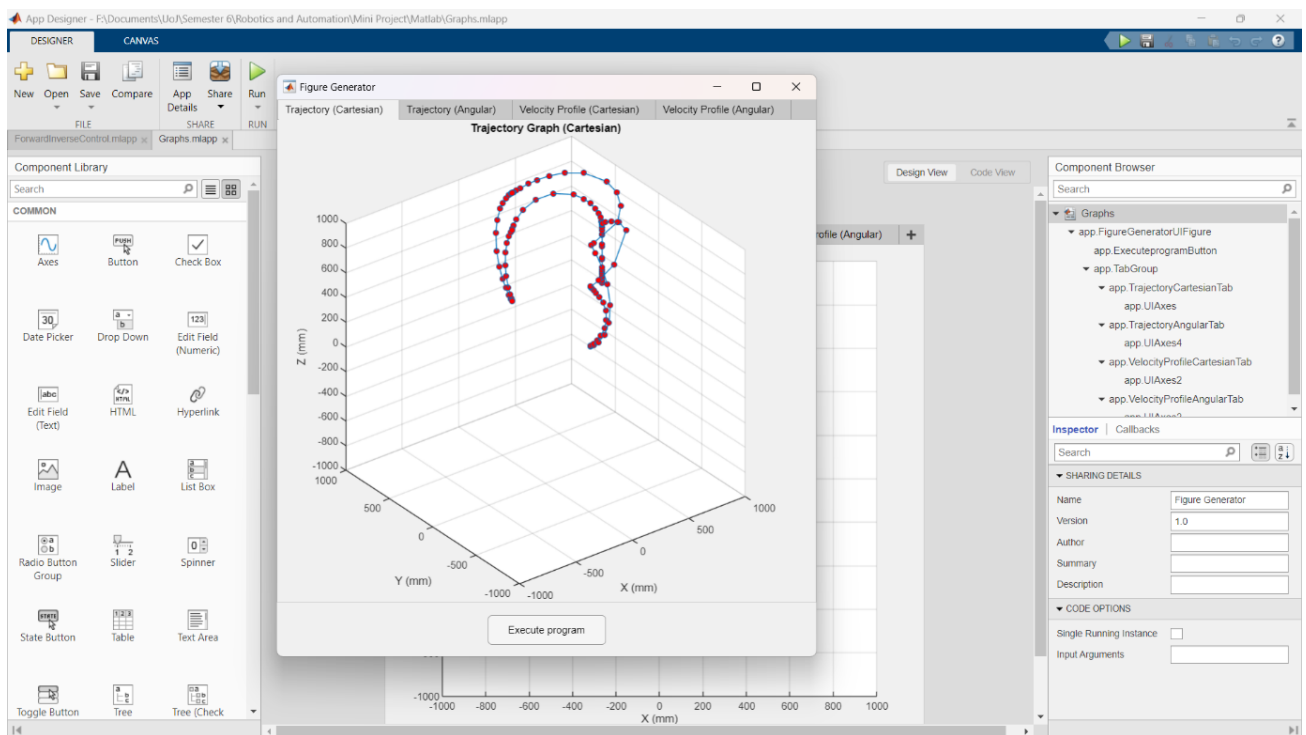 App Designer - F:\Documents\UoJ\Semester 6\Robotics and Automation\Mini Project\Matlab\Graphs.mlapp
DESIGNER CANVAS
New Open Save Compare App Details Share Run
FILE SHARE RUN
ForwardInverseControl.mlapp Graphs.mlapp
Component Library
Search
COMMON
Axes Button Check Box
Date Picker Drop Down Edit Field (Numeric)
Edit Field (Text) HTML Hyperlink
Image Label List Box
Radio Button Group Slider Spinner
State Button Table Text Area
Toggle Button Tree Tree (Check
Figure Generator
Trajectory (Cartesian) Trajectory (Angular) Velocity Profile (Cartesian) Velocity Profile (Angular)
Trajectory Graph (Cartesian)
1000
800
600
400
200
0
-200
-400
-600
-800
-1000
Z (mm)
1000
500
0
-500
-1000
Y (mm)
-1000
-500
0
500
1000
X (mm)
Execute program
Design View Code View
rofile (Angular)
-1000
-1000 -800 -600 -400 -200 0 200 400 600 800 1000
X (mm)
Component Browser
Search
Graphs
app.FigureGeneratorUIFigure
app.ExecuteprogramButton
app.TabGroup
app.TrajectoryCartesianTab
app.UIAxes
app.TrajectoryAngularTab
app.UIAxes4
app.VelocityProfileCartesianTab
app.UIAxes2
app.VelocityProfileAngularTab
Inspector Callbacks
Search
SHARING DETAILS
Name Figure Generator
Version 1.0
Author
Summary
Description
CODE OPTIONS
Single Running Instance
Input Arguments